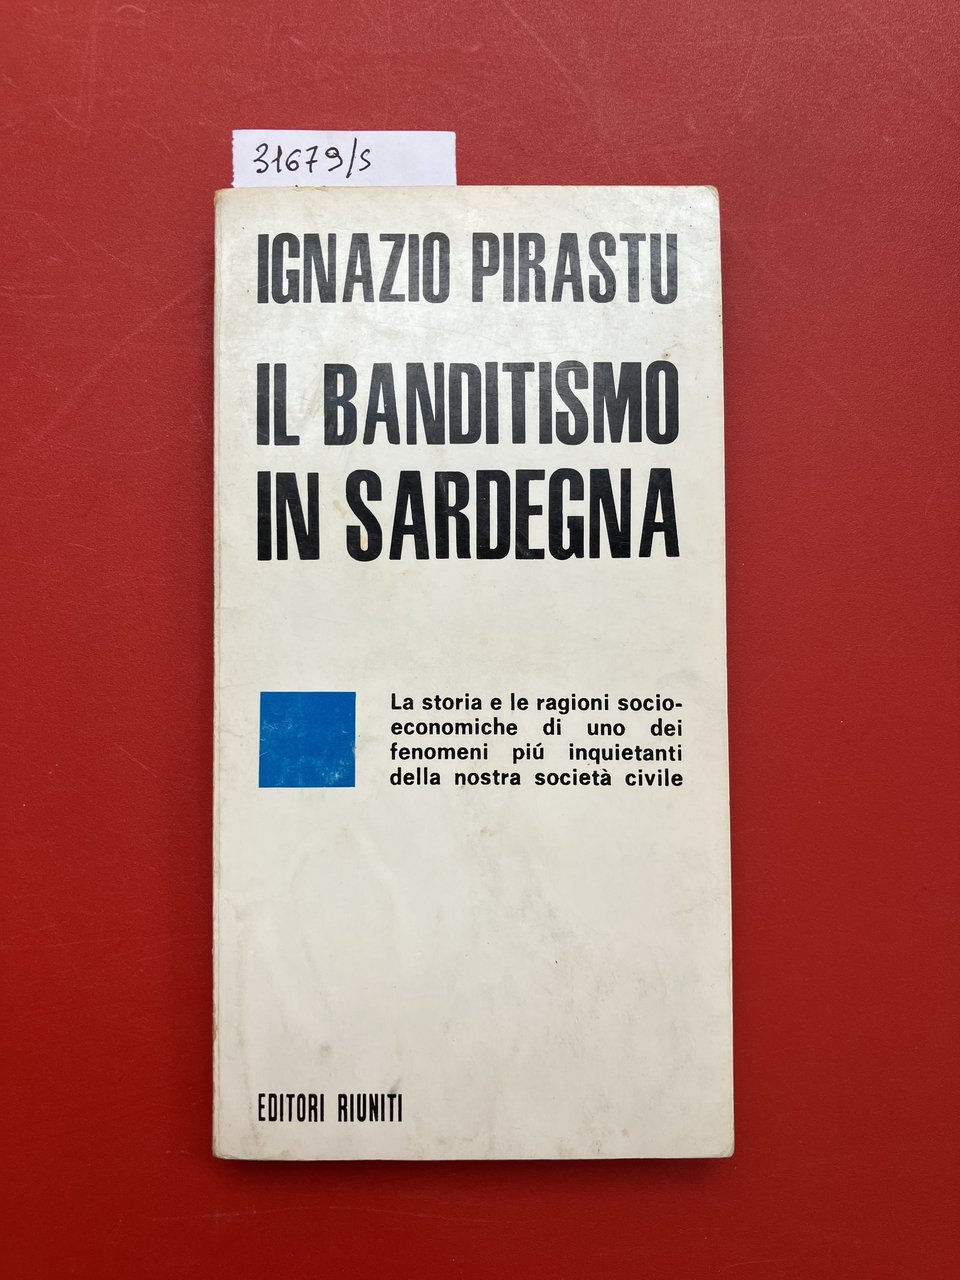 31679/s
IGNAZIO PIRASTU
IL BANDITISMO
IN SARDEGNA
La storia e le ragioni socio-
economiche di uno dei
fenomeni piú inquietanti
della nostra società civile
EDITORI RIUNITI